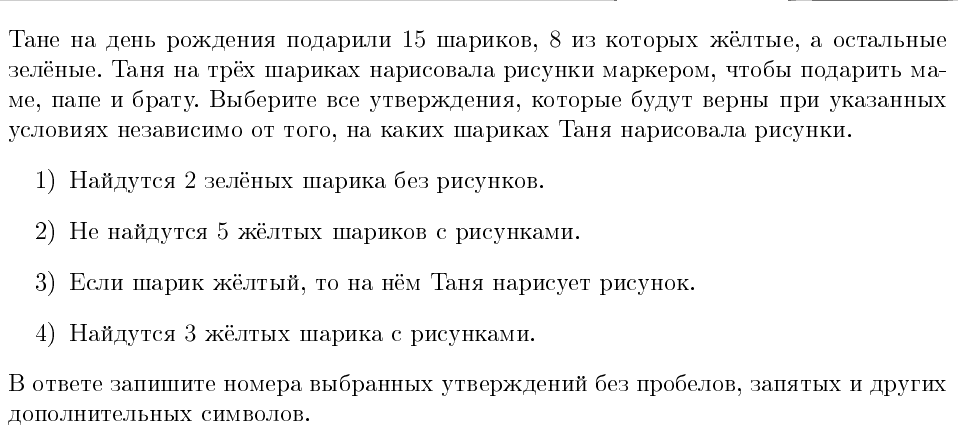 Тане на день рождения подарили 15 шариков, 8 из которых жёлтые, а остальные
зелёные. Таня на трёх шариках нарисовала рисунки маркером, чтобы подарить ма-
ме, папе и брату. Выберите все утверждения, которые будут верны при указанных
условиях независимо от того, на каких шариках Таня нарисовала рисунки.
1) Найдутся 2 зелёных шарика без рисунков.
2) Не найдутся 5 жёлтых шариков с рисунками.
3) Если шарик жёлтый, то на нём Таня нарисует рисунок.
4) Найдутся 3 жёлтых шарика с рисунками.
В ответе запишите номера выбранных утверждений без пробелов, запятых и других
дополнительных символов.